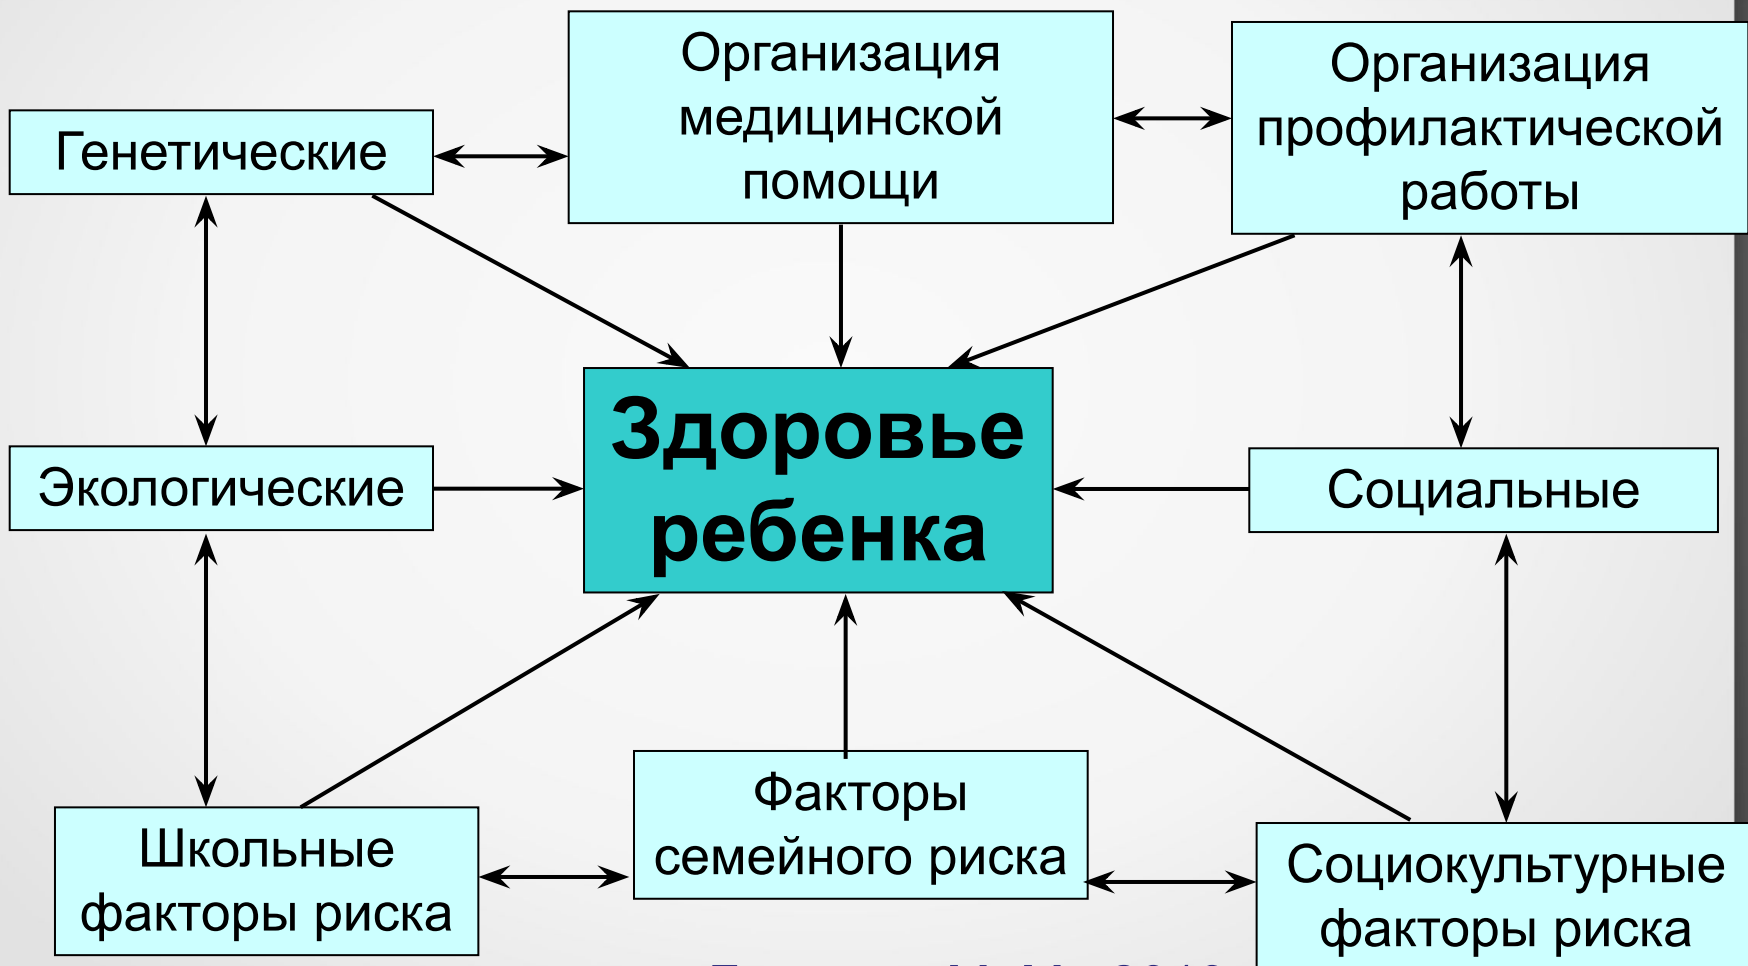 Организация
медицинской
помощи
Организация
профилактической
работы
Генетические
Здоровье
ребенка
Экологические
Социальные
Школьные
факторы риска
Факторы
семейного риска
Социокультурные
факторы риска